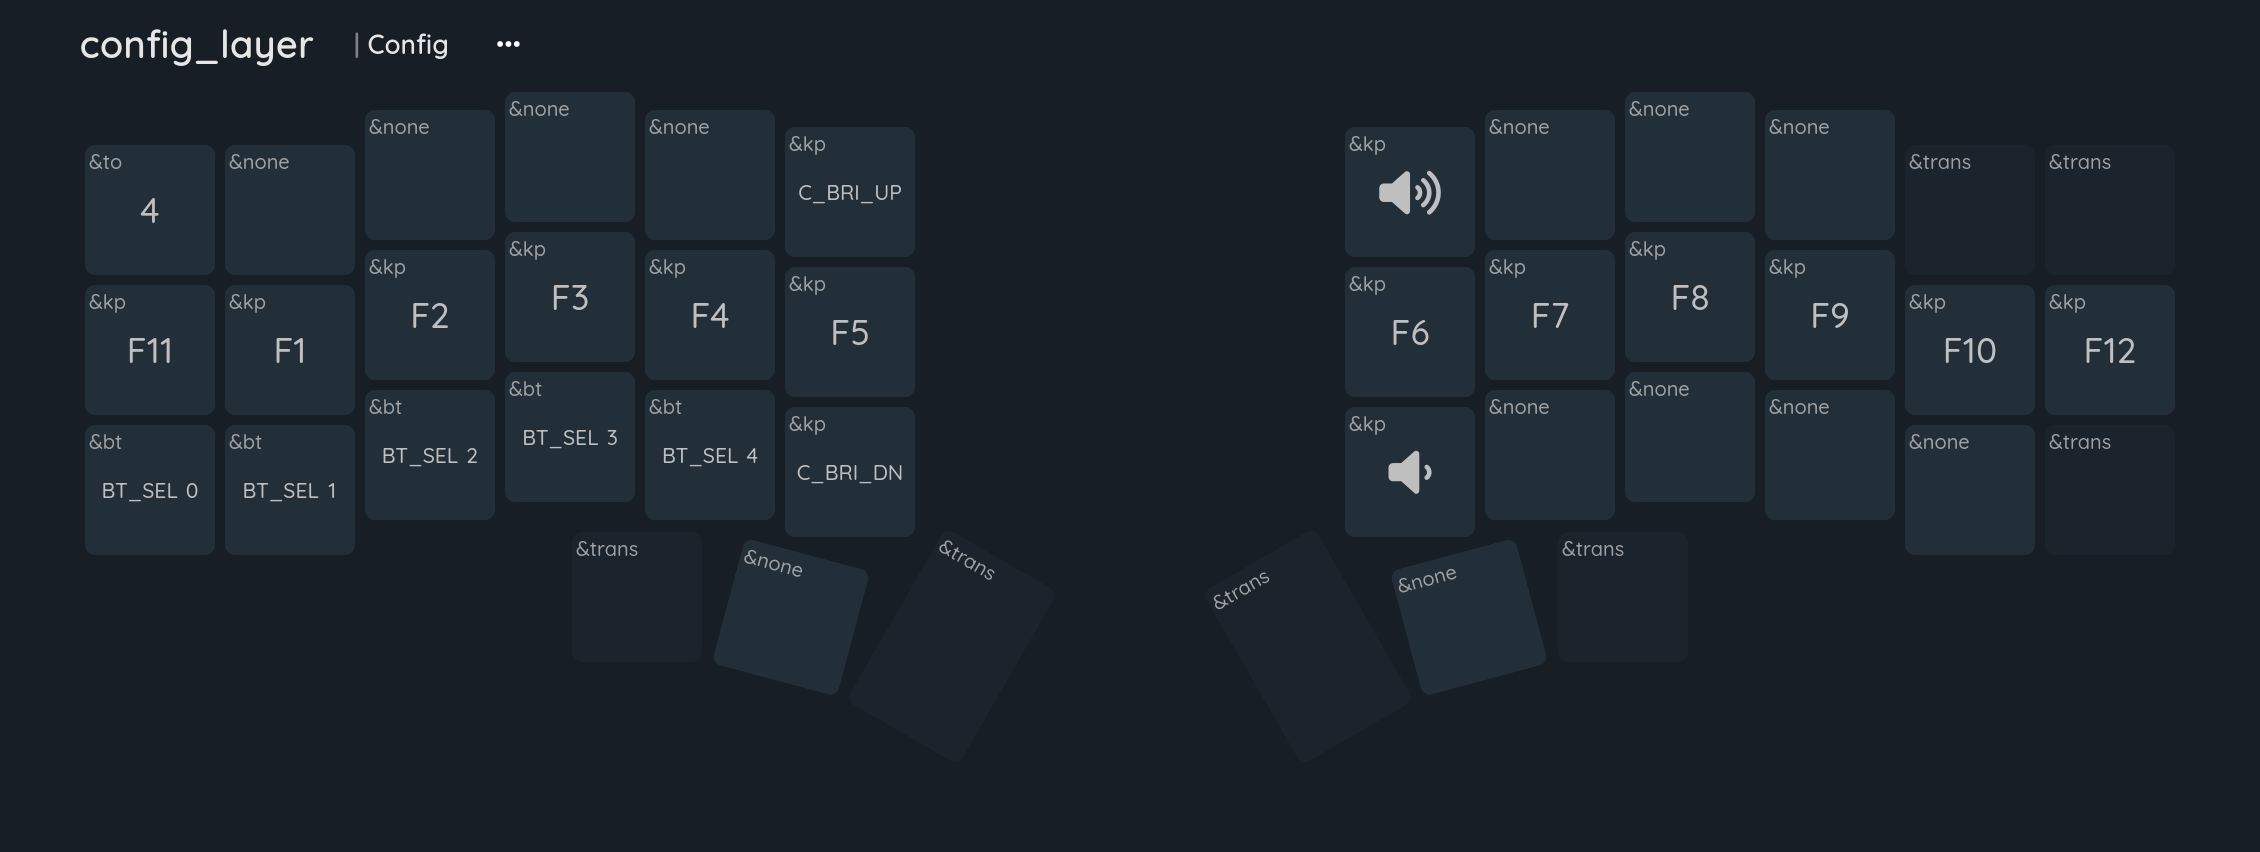 config_layer | Config •••
&to &none &none &none &none &kp &kp &none &none &none &trans &trans
4 C_BRI_UP
&kp &kp &kp &kp &kp &kp &kp &kp &kp &kp &kp &kp
F11 F1 F2 F3 F4 F5 F6 F7 F8 F9 F10 F12
&bt &bt &bt &bt &bt &kp &kp &none &none &none &none &trans
BT_SEL 0 BT_SEL 1 BT_SEL 2 BT_SEL 3 BT_SEL 4 C_BRI_DN
&trans &none &trans &trans &none &trans